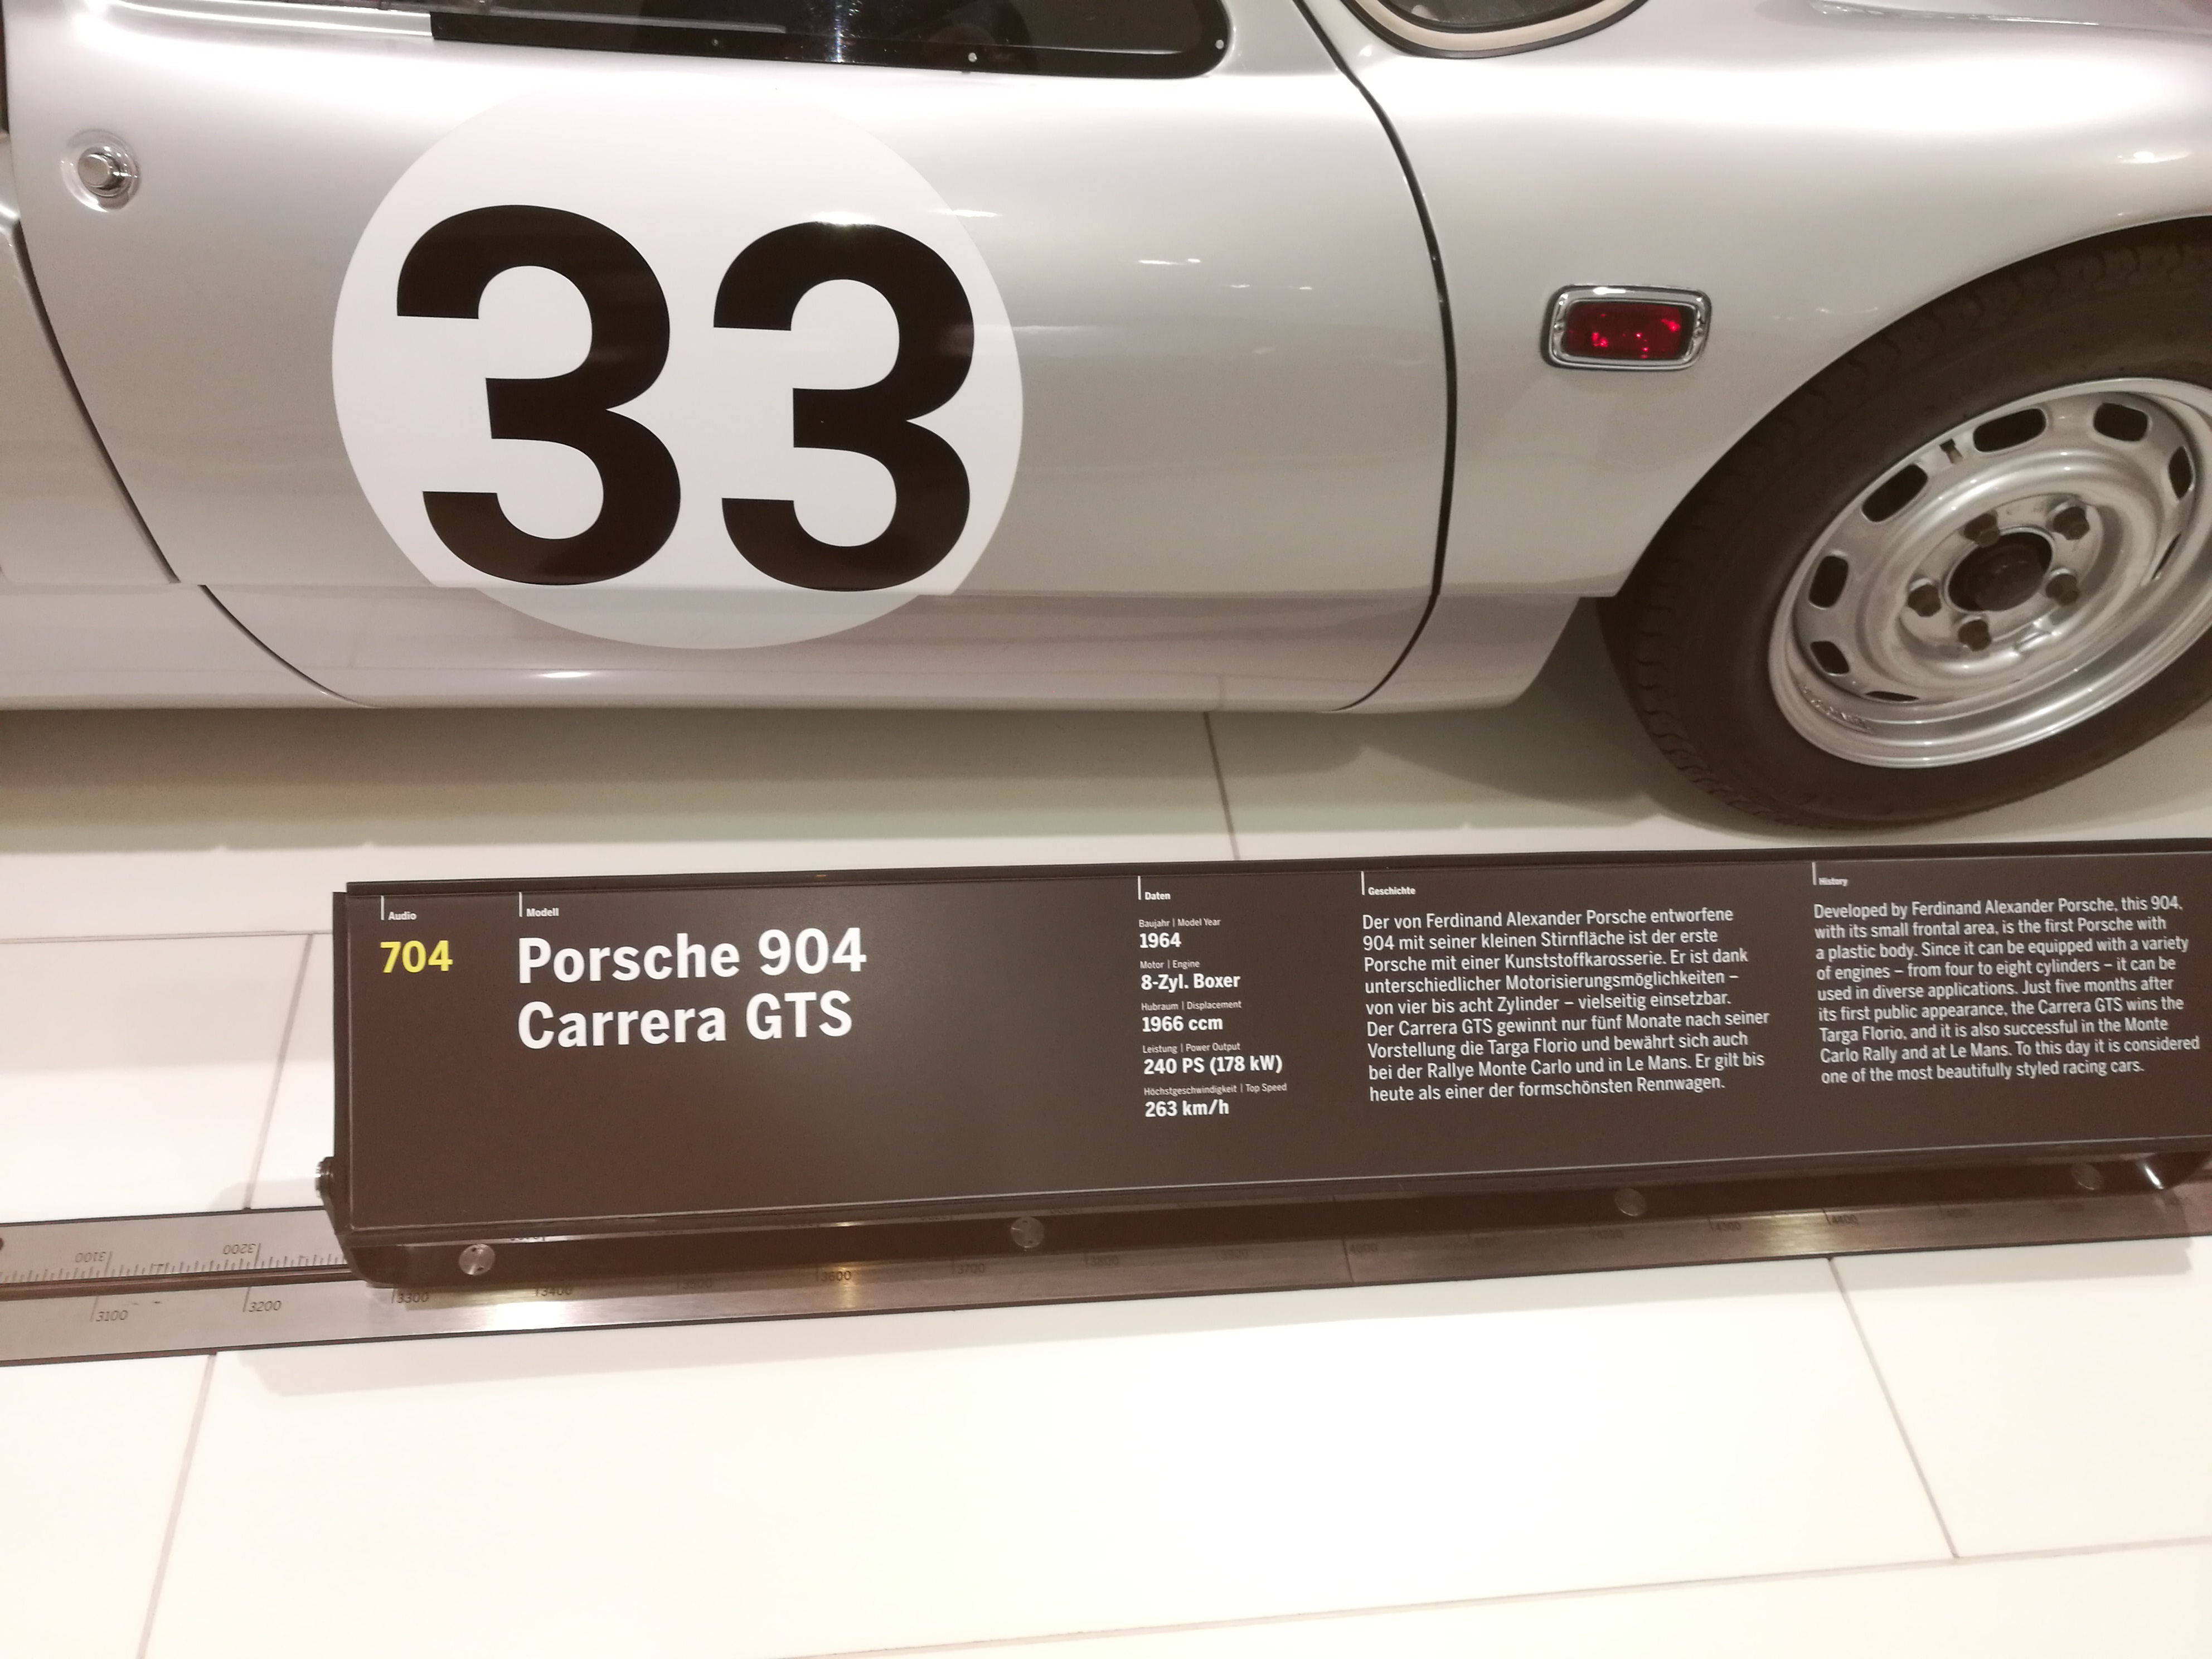 33
Audio
704
Modell
Porsche 904
Carrera GTS
Daten
Baujahr | Model Year
1964
Motor | Engine
8-Zyl. Boxer
Hubraum | Displacement
1966 ccm
Leistung | Power Output
240 PS (178 kW)
Höchstgeschwindigkeit | Top Speed
263 km/h
Geschichte
Der von Ferdinand Alexander Porsche entworfene
904 mit seiner kleinen Stirnfläche ist der erste
Porsche mit einer Kunststoffkarosserie. Er ist dank
unterschiedlicher Motorisierungsmöglichkeiten –
von vier bis acht Zylinder – vielseitig einsetzbar.
Der Carrera GTS gewinnt nur fünf Monate nach seiner
Vorstellung die Targa Florio und bewährt sich auch
bei der Rallye Monte Carlo und in Le Mans. Er gilt bis
heute als einer der formschönsten Rennwagen.
History
Developed by Ferdinand Alexander Porsche, this 904,
with its small frontal area, is the first Porsche with
a plastic body. Since it can be equipped with a variety
of engines – from four to eight cylinders – it can be
used in diverse applications. Just five months after
its first public appearance, the Carrera GTS wins the
Targa Florio, and it is also successful in the Monte
Carlo Rally and at Le Mans. To this day it is considered
one of the most beautifully styled racing cars.
3100 3200
3100 3200 3300 3400 3500 3600 3700 3800